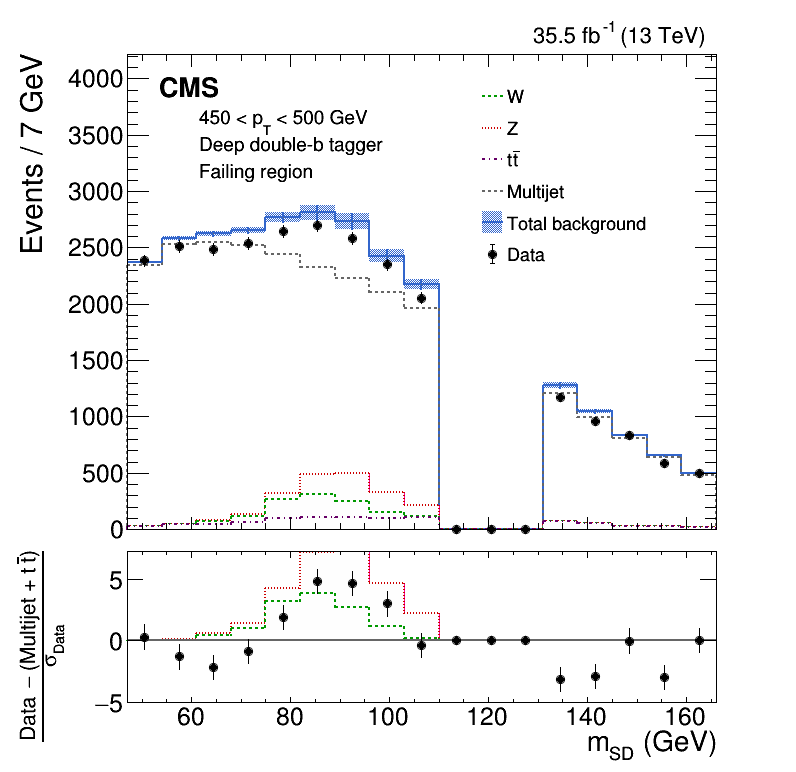 35.5 fb⁻¹ (13 TeV)
CMS
450 < p_T < 500 GeV
Deep double-b tagger
Failing region
W
Z
tt̄
Multijet
Total background
Data
Events / 7 GeV
4000
3500
3000
2500
2000
1500
1000
500
0
Data − (Multijet + tt̄)
σ_Data
5
0
−5
60 80 100 120 140 160
m_SD (GeV)